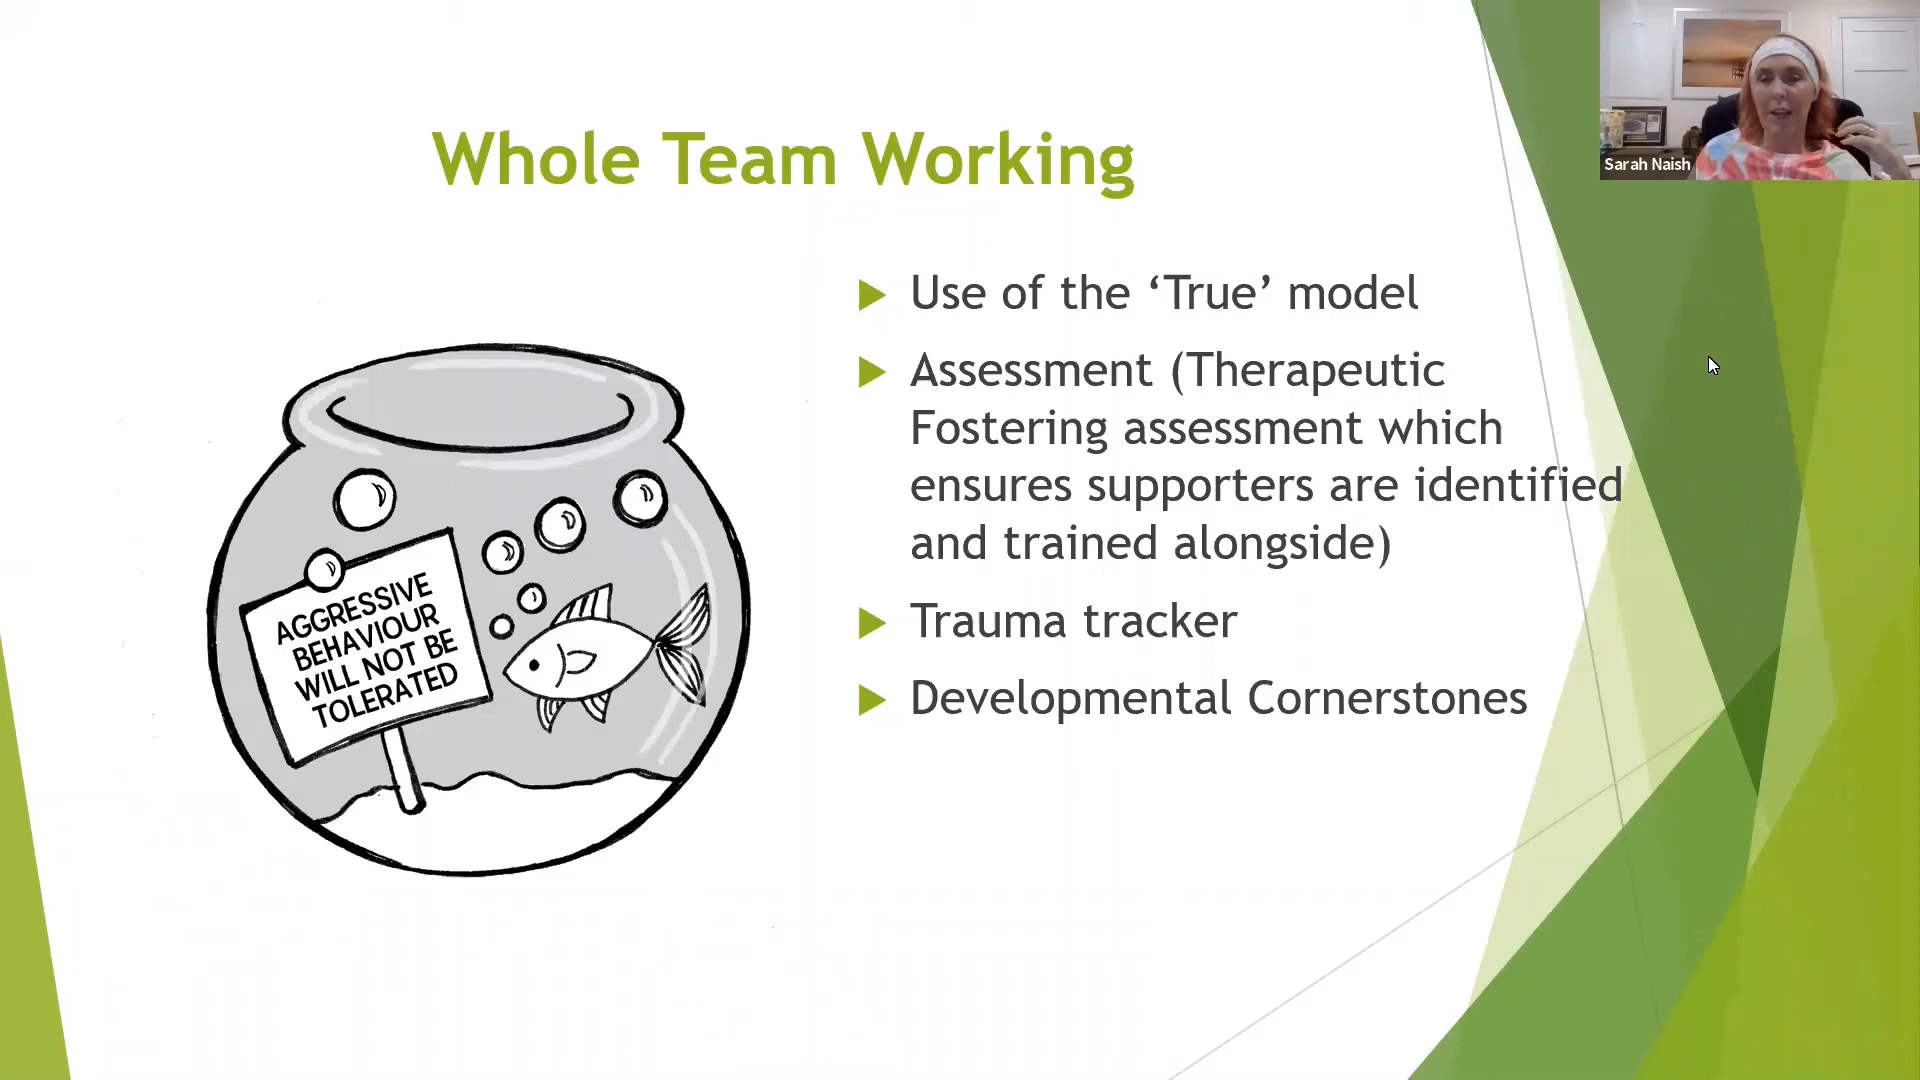 Sarah Naish
Whole Team Working
Use of the ‘True’ model
Assessment (Therapeutic
Fostering assessment which
ensures supporters are identified
and trained alongside)
Trauma tracker
Developmental Cornerstones
AGGRESSIVE
BEHAVIOUR
WILL NOT BE
TOLERATED